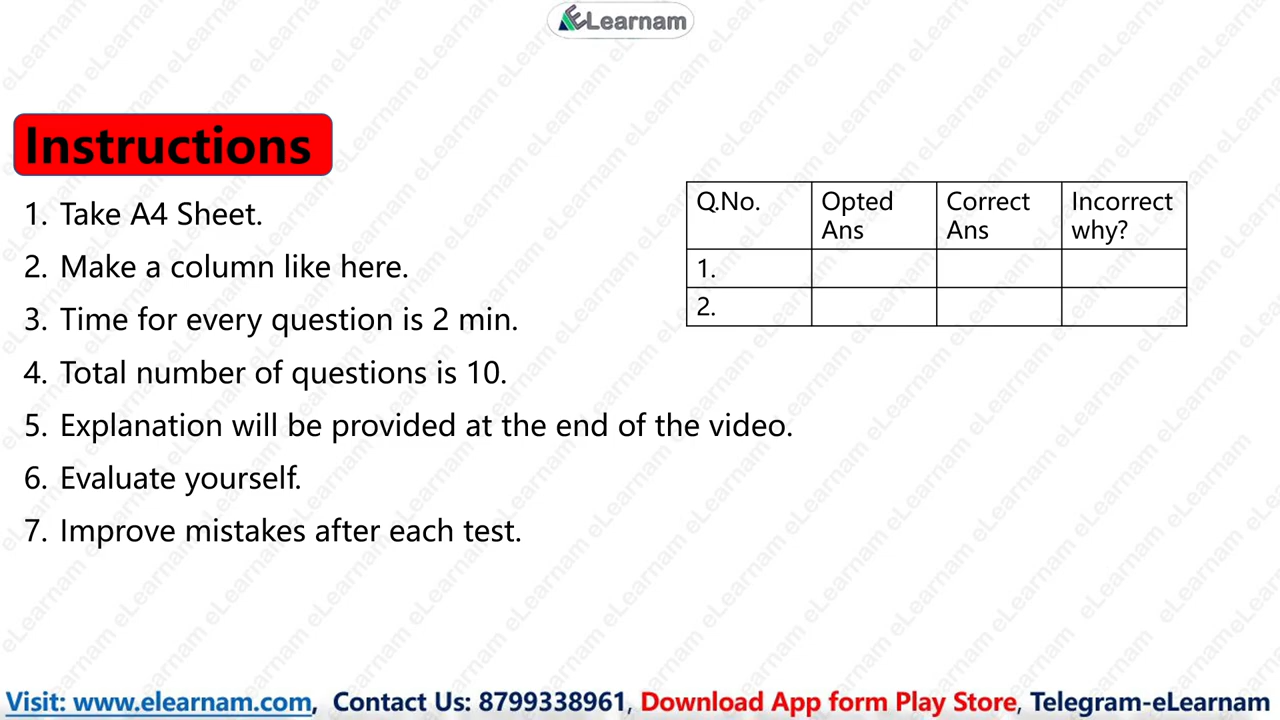 ELearnam
Instructions
1. Take A4 Sheet.
2. Make a column like here.
3. Time for every question is 2 min.
4. Total number of questions is 10.
5. Explanation will be provided at the end of the video.
6. Evaluate yourself.
7. Improve mistakes after each test.
Q.No. Opted Ans Correct Ans Incorrect why?
1.
2.
Visit: www.elearnam.com, Contact Us: 8799338961, Download App form Play Store, Telegram-eLearnam